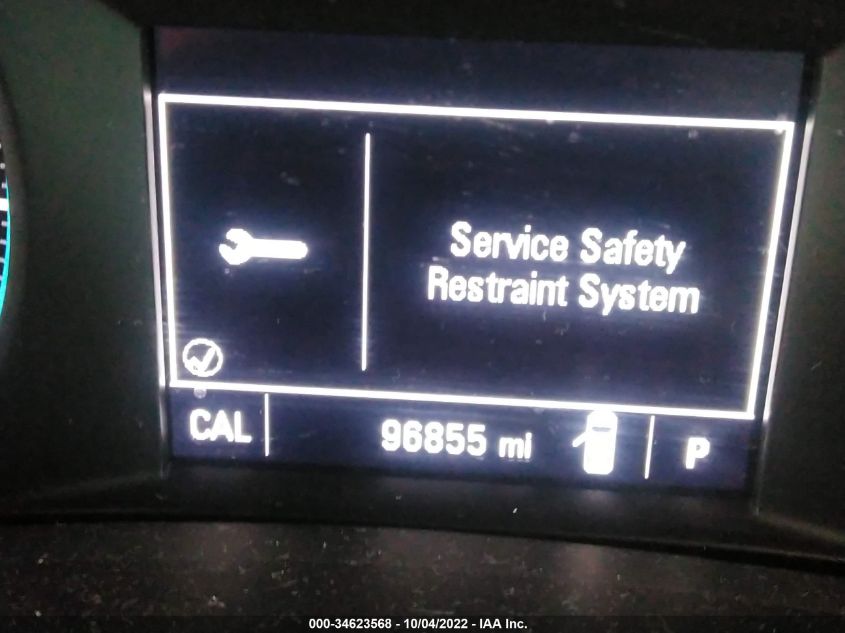 Service Safety
Restraint System
CAL 96855 mi P
000-34623568 - 10/04/2022 - IAA Inc.